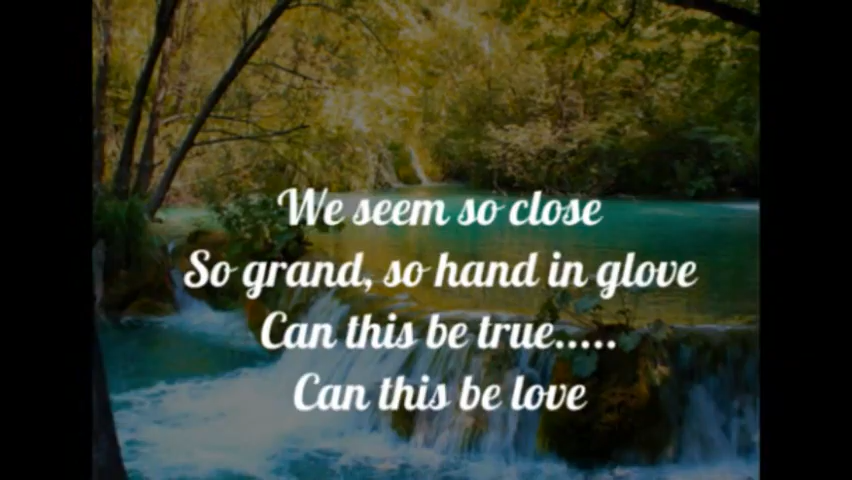 We seem so close
So grand, so hand in glove
Can this be true.....
Can this be love